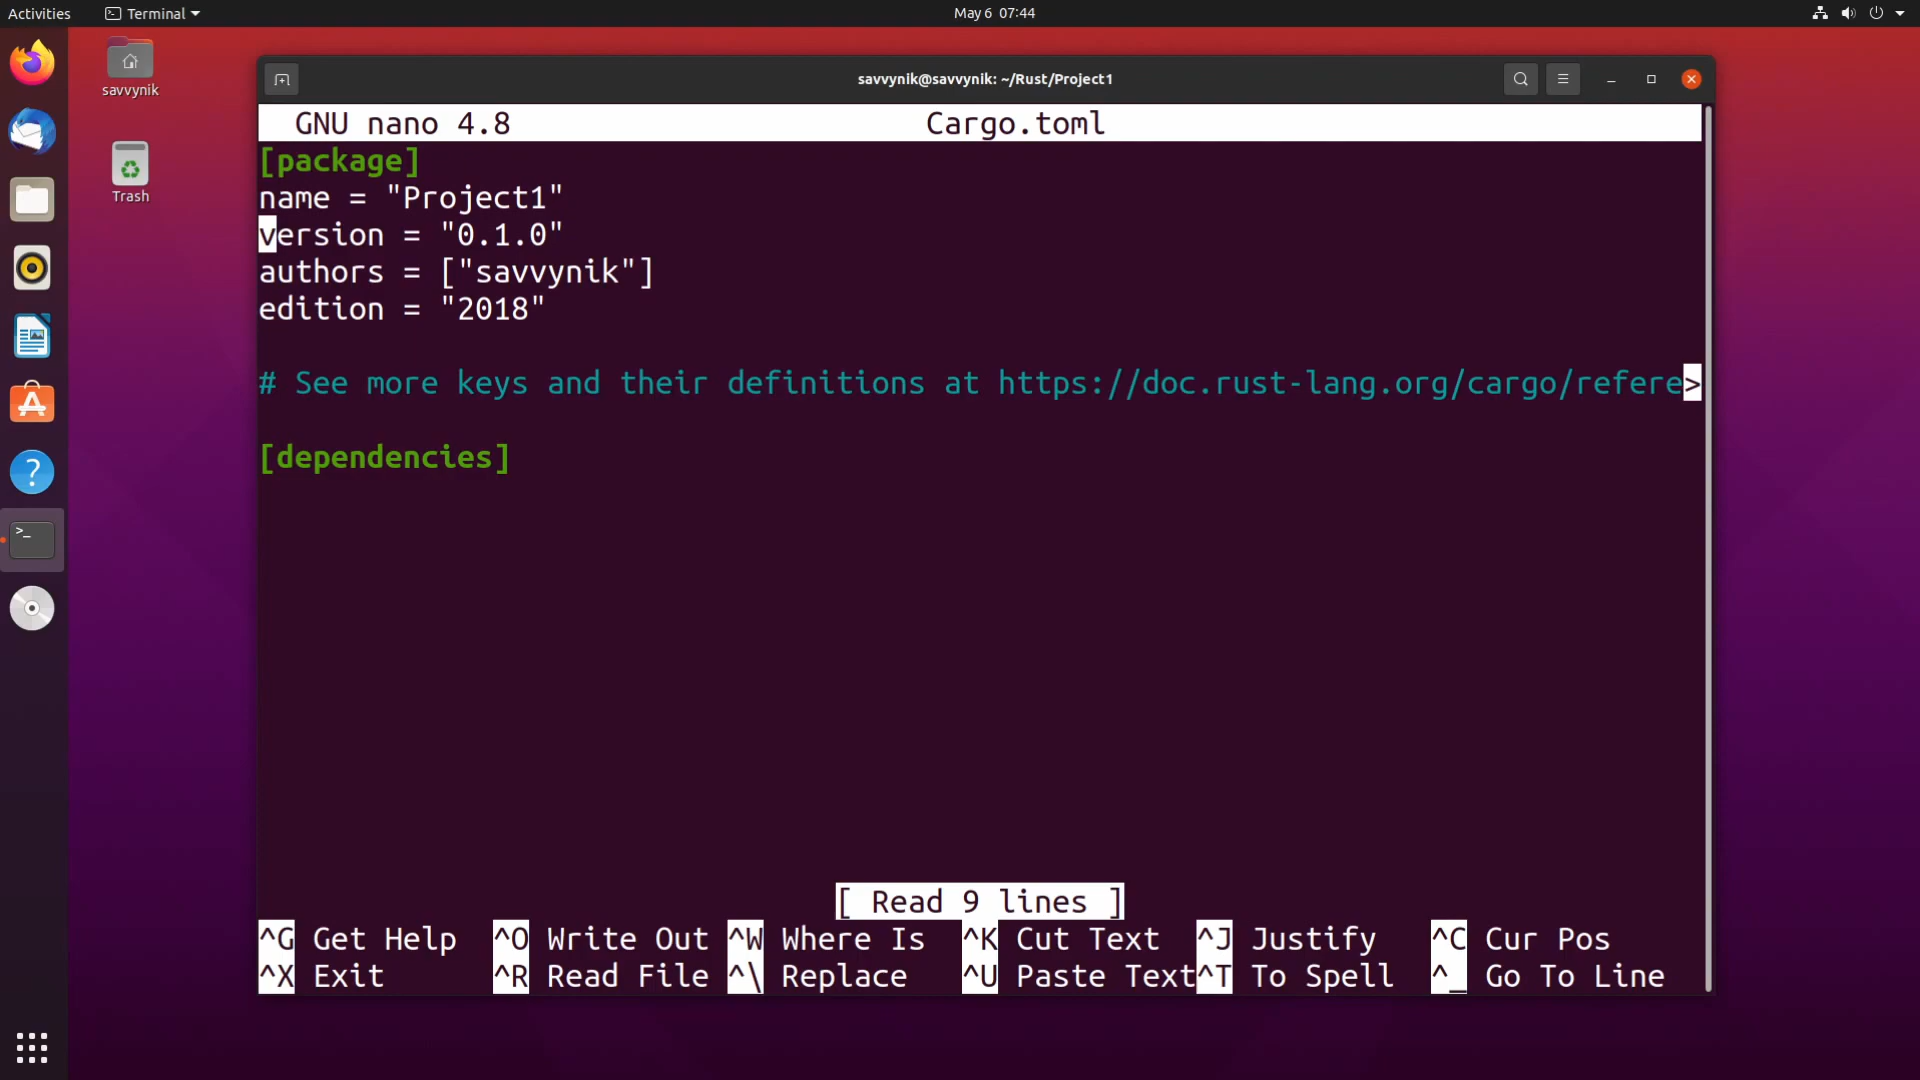 Activities
Terminal
May 6 07:44
savvynik
Trash
savvynik@savvynik: ~/Rust/Project1
GNU nano 4.8 Cargo.toml
[package]
name = "Project1"
version = "0.1.0"
authors = ["savvynik"]
edition = "2018"
# See more keys and their definitions at https://doc.rust-lang.org/cargo/refere>
[dependencies]
[ Read 9 lines ]
^G Get Help ^O Write Out ^W Where Is ^K Cut Text ^J Justify ^C Cur Pos
^X Exit ^R Read File ^\ Replace ^U Paste Text ^T To Spell ^_ Go To Line